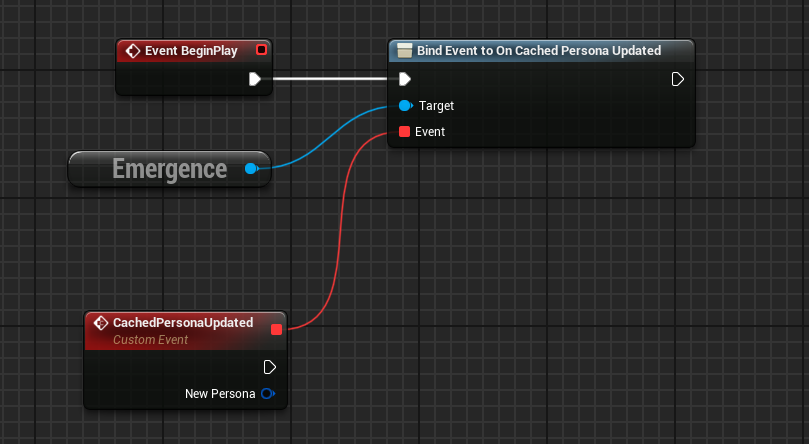 Event BeginPlay
Bind Event to On Cached Persona Updated
Target
Event
Emergence
CachedPersonaUpdated
Custom Event
New Persona